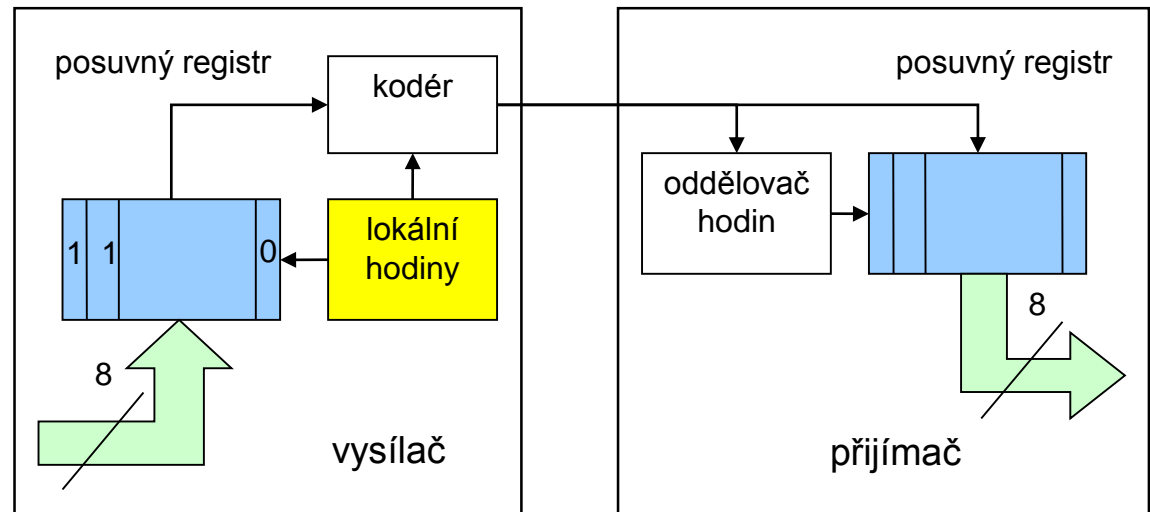 posuvný registr
kodér
1 1 0
lokální
hodiny
8
vysílač
posuvný registr
oddělovač
hodin
8
přijímač